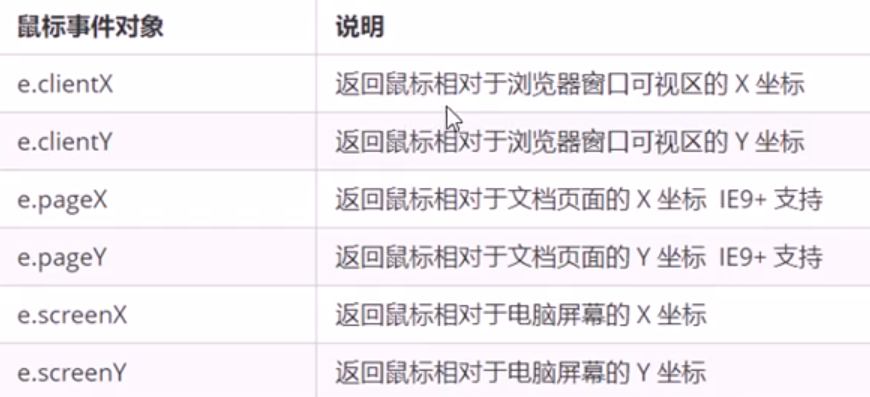 鼠标事件对象 说明
e.clientX 返回鼠标相对于浏览器窗口可视区的 X 坐标
e.clientY 返回鼠标相对于浏览器窗口可视区的 Y 坐标
e.pageX 返回鼠标相对于文档页面的 X 坐标 IE9+ 支持
e.pageY 返回鼠标相对于文档页面的 Y 坐标 IE9+ 支持
e.screenX 返回鼠标相对于电脑屏幕的 X 坐标
e.screenY 返回鼠标相对于电脑屏幕的 Y 坐标